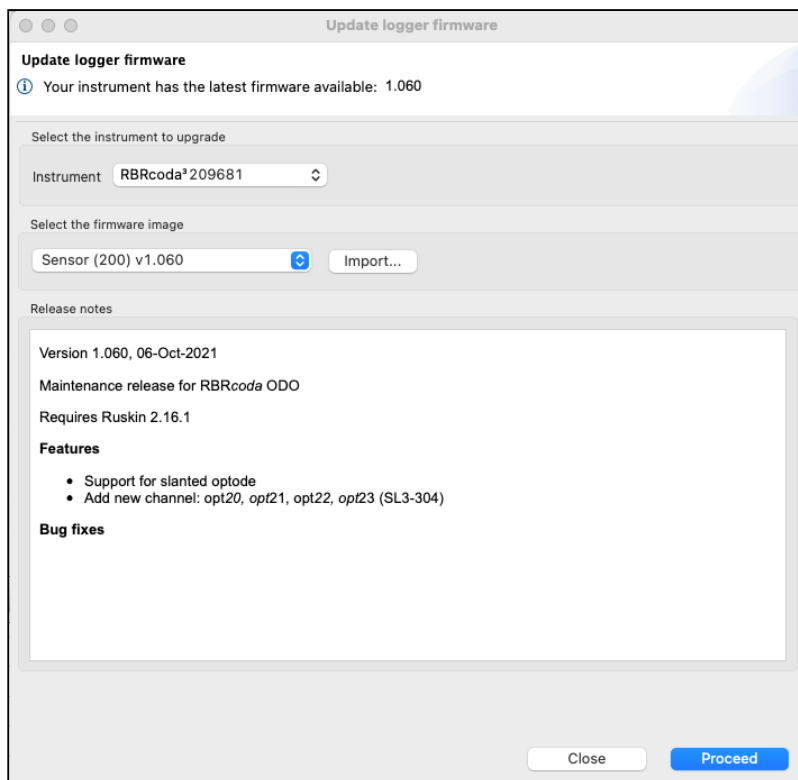 Update logger firmware
Update logger firmware
Your instrument has the latest firmware available: 1.060
Select the instrument to upgrade
Instrument RBRcoda³ 209681
Select the firmware image
Sensor (200) v1.060 Import...
Release notes
Version 1.060, 06-Oct-2021
Maintenance release for RBRcoda ODO
Requires Ruskin 2.16.1
Features
• Support for slanted optode
• Add new channel: opt20, opt21, opt22, opt23 (SL3-304)
Bug fixes
Close Proceed